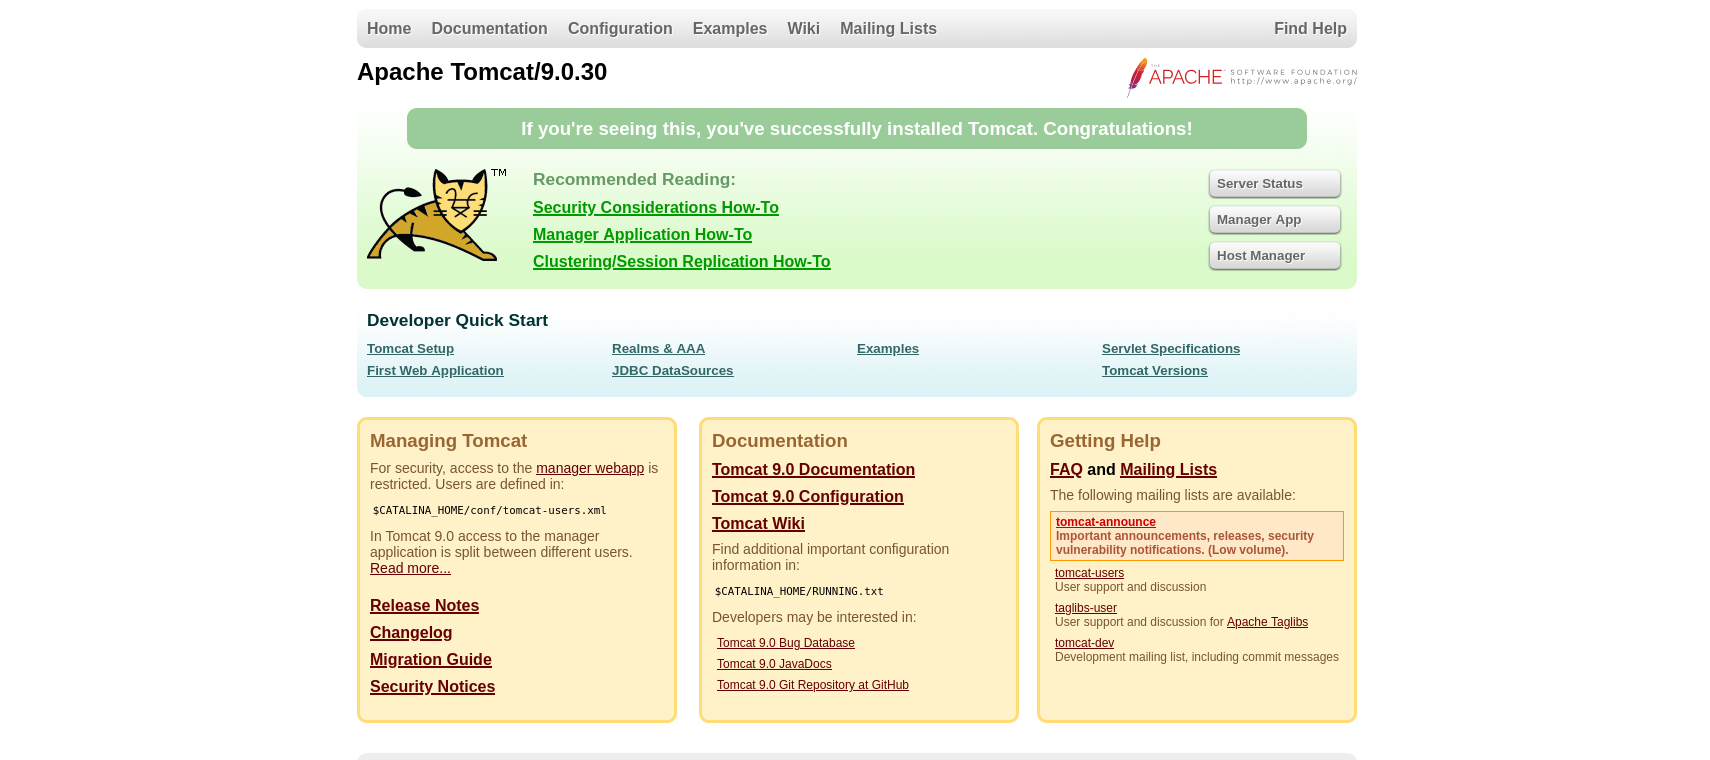 Home Documentation Configuration Examples Wiki Mailing Lists Find Help
Apache Tomcat/9.0.30
THE APACHE SOFTWARE FOUNDATION
http://www.apache.org/
If you're seeing this, you've successfully installed Tomcat. Congratulations!
TM
Recommended Reading:
Security Considerations How-To
Manager Application How-To
Clustering/Session Replication How-To
Server Status
Manager App
Host Manager
Developer Quick Start
Tomcat Setup
First Web Application
Realms & AAA
JDBC DataSources
Examples
Servlet Specifications
Tomcat Versions
Managing Tomcat
For security, access to the manager webapp is
restricted. Users are defined in:
$CATALINA_HOME/conf/tomcat-users.xml
In Tomcat 9.0 access to the manager
application is split between different users.
Read more...
Release Notes
Changelog
Migration Guide
Security Notices
Documentation
Tomcat 9.0 Documentation
Tomcat 9.0 Configuration
Tomcat Wiki
Find additional important configuration
information in:
$CATALINA_HOME/RUNNING.txt
Developers may be interested in:
Tomcat 9.0 Bug Database
Tomcat 9.0 JavaDocs
Tomcat 9.0 Git Repository at GitHub
Getting Help
FAQ and Mailing Lists
The following mailing lists are available:
tomcat-announce
Important announcements, releases, security
vulnerability notifications. (Low volume).
tomcat-users
User support and discussion
taglibs-user
User support and discussion for Apache Taglibs
tomcat-dev
Development mailing list, including commit messages